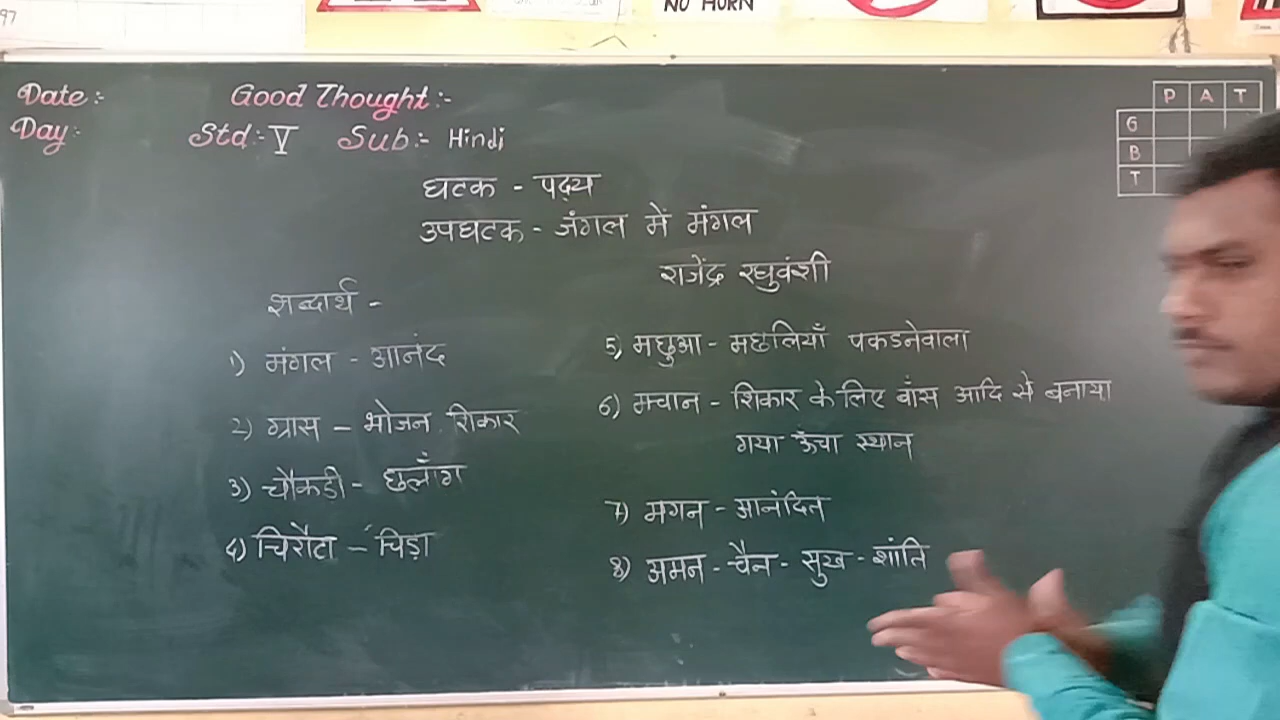 97
NO HORN
Date :-
Good Thought :-
Day :-
Std :- V Sub :- Hindi
P A T
G
B
T
घटक - पद्य
उपघटक - जंगल में मंगल
राजेंद्र रघुवंशी
शब्दार्थ -
1) मंगल - आनंद
2) ग्रास - भोजन, शिकार
3) चौकडी - छलाँग
4) चिरौटा - चिड़ा
5) मछुआ - मछलियाँ पकडनेवाला
6) मचान - शिकार के लिए बांस आदि से बनाया
गया ऊँचा स्थान
7) मगन - आनंदित
8) अमन - चैन - सुख - शांति